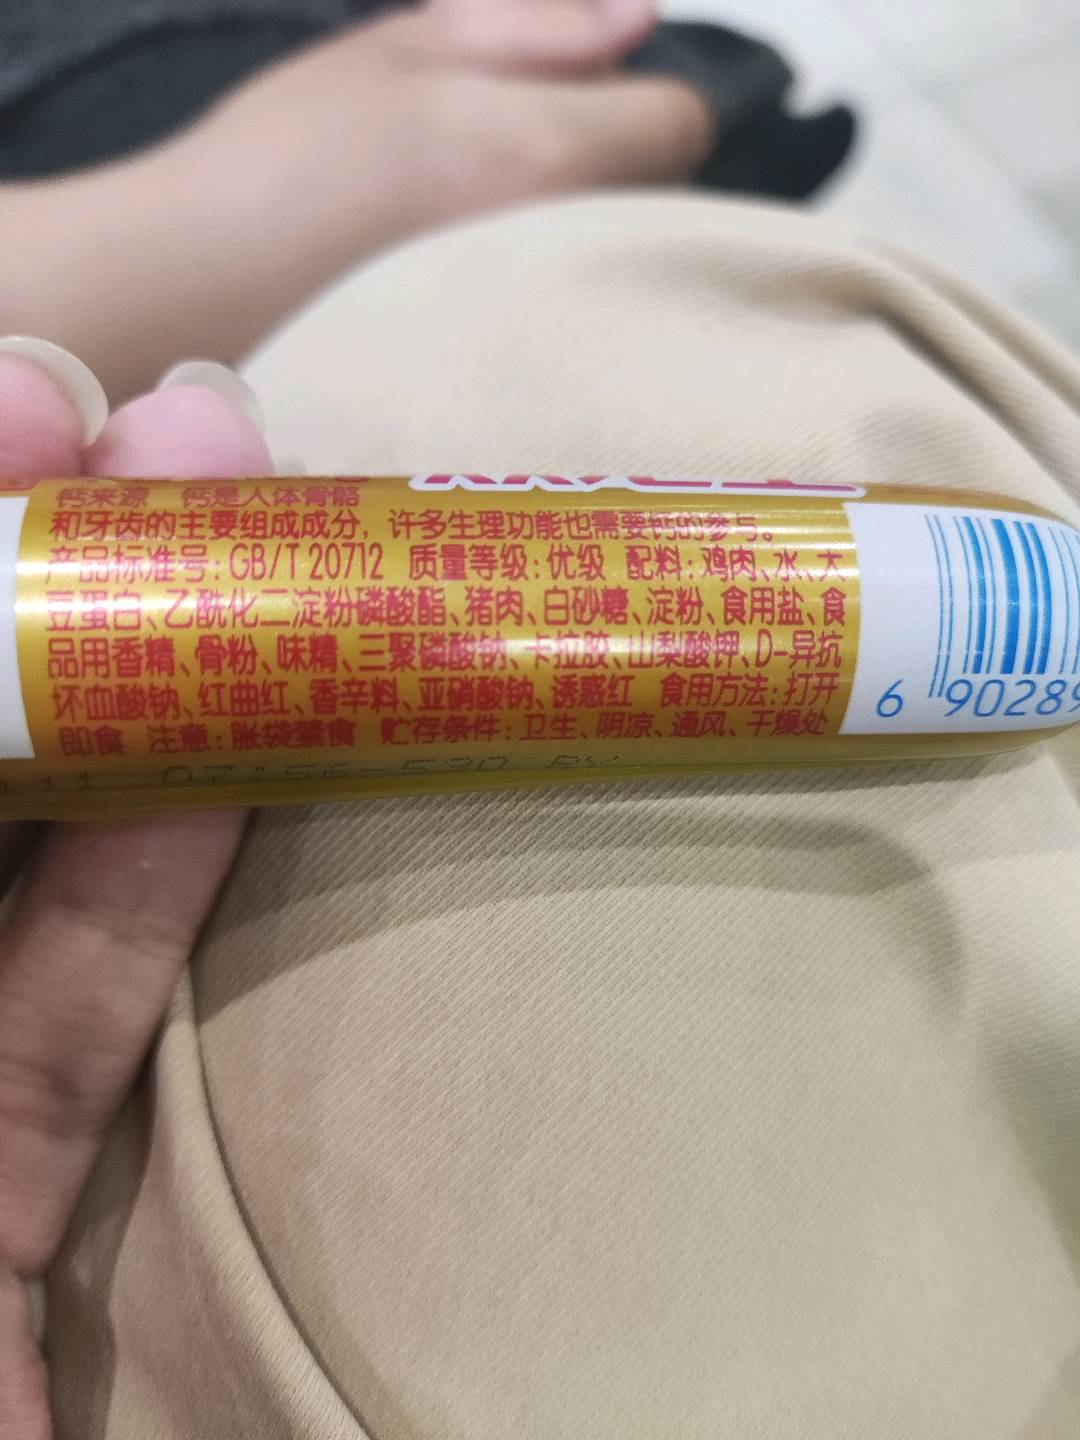 钙来源 钙是人体骨骼
和牙齿的主要组成成分，许多生理功能也需要钙的参与。
产品标准号：GB/T 20712 质量等级：优级 配料：鸡肉、水、大
豆蛋白、乙酰化二淀粉磷酸酯、猪肉、白砂糖、淀粉、食用盐、食
品用香精、骨粉、味精、三聚磷酸钠、卡拉胶、山梨酸钾、D-异抗
坏血酸钠、红曲红、香辛料、亚硝酸钠、诱惑红 食用方法：打开
即食 注意：胀袋禁食 贮存条件：卫生、阴凉、通风、干燥处
6 90289